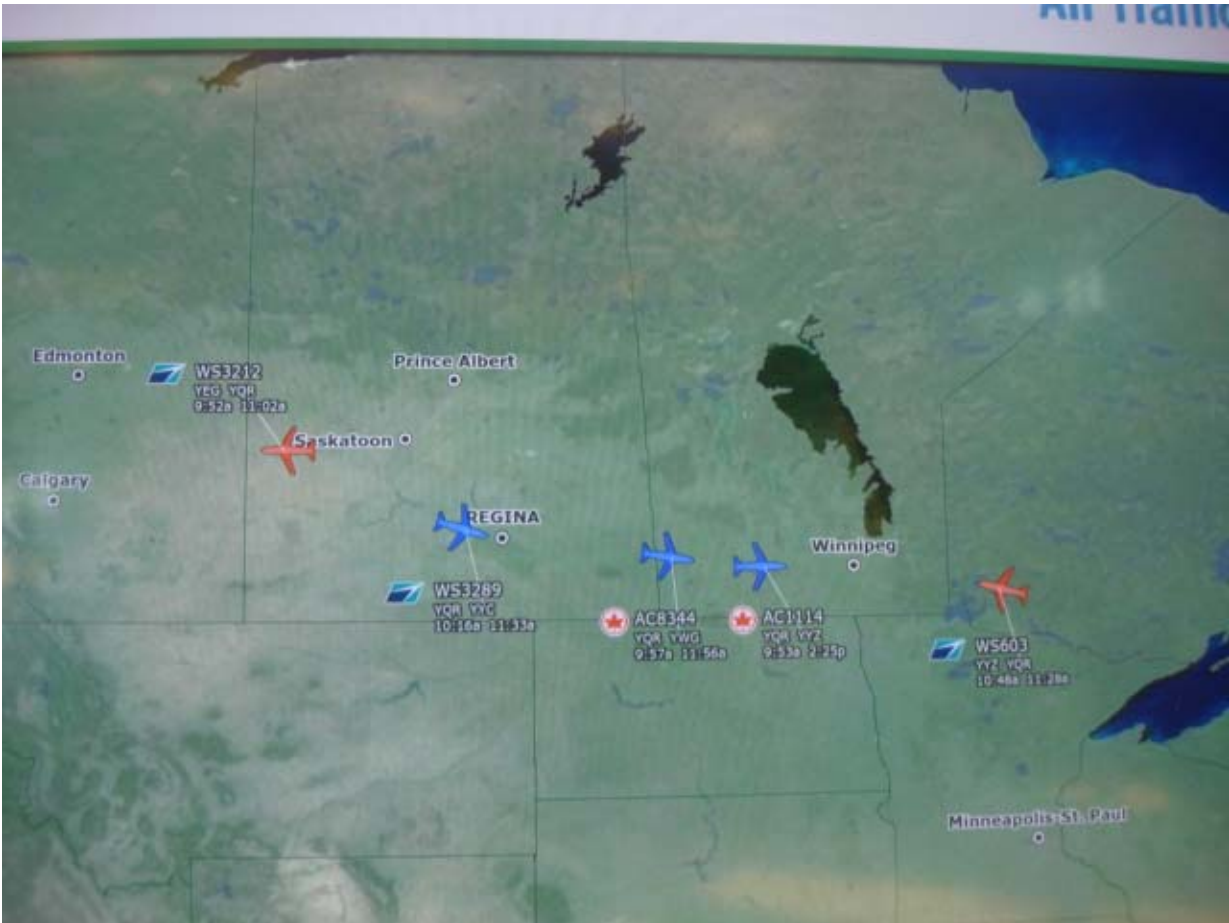 Air Traffic
Edmonton
WS3212
YEG YQR
9:52a 11:02a
Prince Albert
Saskatoon
Calgary
REGINA
WS3289
YQR YYC
10:16a 11:33a
Winnipeg
AC8344
YQR YWG
9:57a 11:56a
AC1114
YQR YYZ
9:53a 2:25p
WS603
YYZ YQR
10:48a 11:28a
Minneapolis-St. Paul